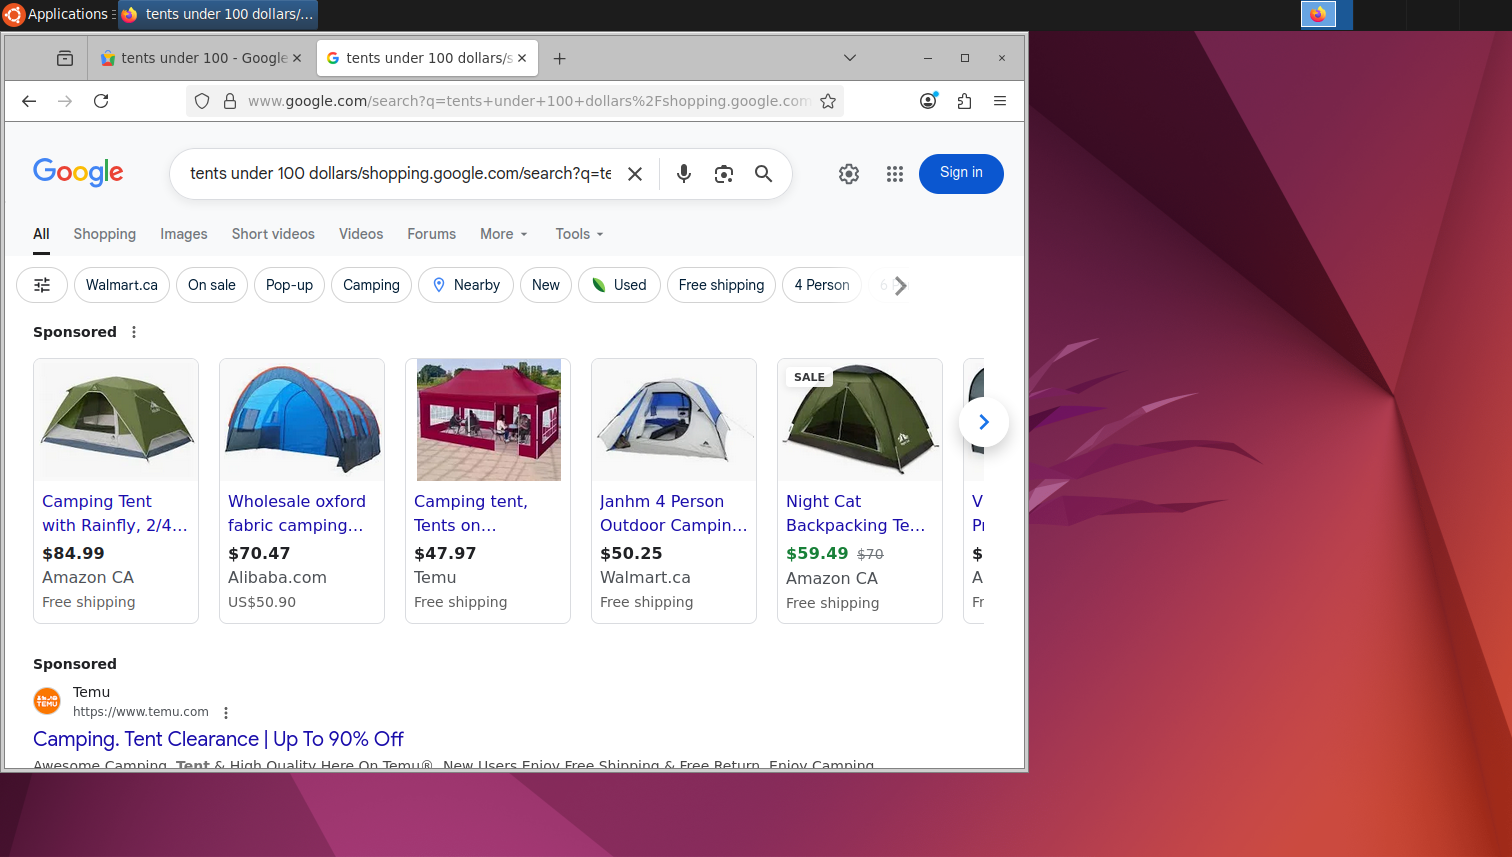 Applications
tents under 100 dollars/...
tents under 100 - Google
tents under 100 dollars/s
www.google.com/search?q=tents+under+100+dollars%2Fshopping.google.com
Google
tents under 100 dollars/shopping.google.com/search?q=te
Sign in
All
Shopping
Images
Short videos
Videos
Forums
More
Tools
Walmart.ca
On sale
Pop-up
Camping
Nearby
New
Used
Free shipping
4 Person
6
Sponsored
SALE
Camping Tent
with Rainfly, 2/4...
$84.99
Amazon CA
Free shipping
Wholesale oxford
fabric camping...
$70.47
Alibaba.com
US$50.90
Camping tent,
Tents on...
$47.97
Temu
Free shipping
Janhm 4 Person
Outdoor Campin...
$50.25
Walmart.ca
Free shipping
Night Cat
Backpacking Te...
$59.49 $70
Amazon CA
Free shipping
V
Pr
$
A
Fr
Sponsored
TEMU
Temu
https://www.temu.com
Camping. Tent Clearance | Up To 90% Off
Awesome Camping. Tent & High Quality Here On Temu®. New Users Enjoy Free Shipping & Free Return. Enjoy Camping